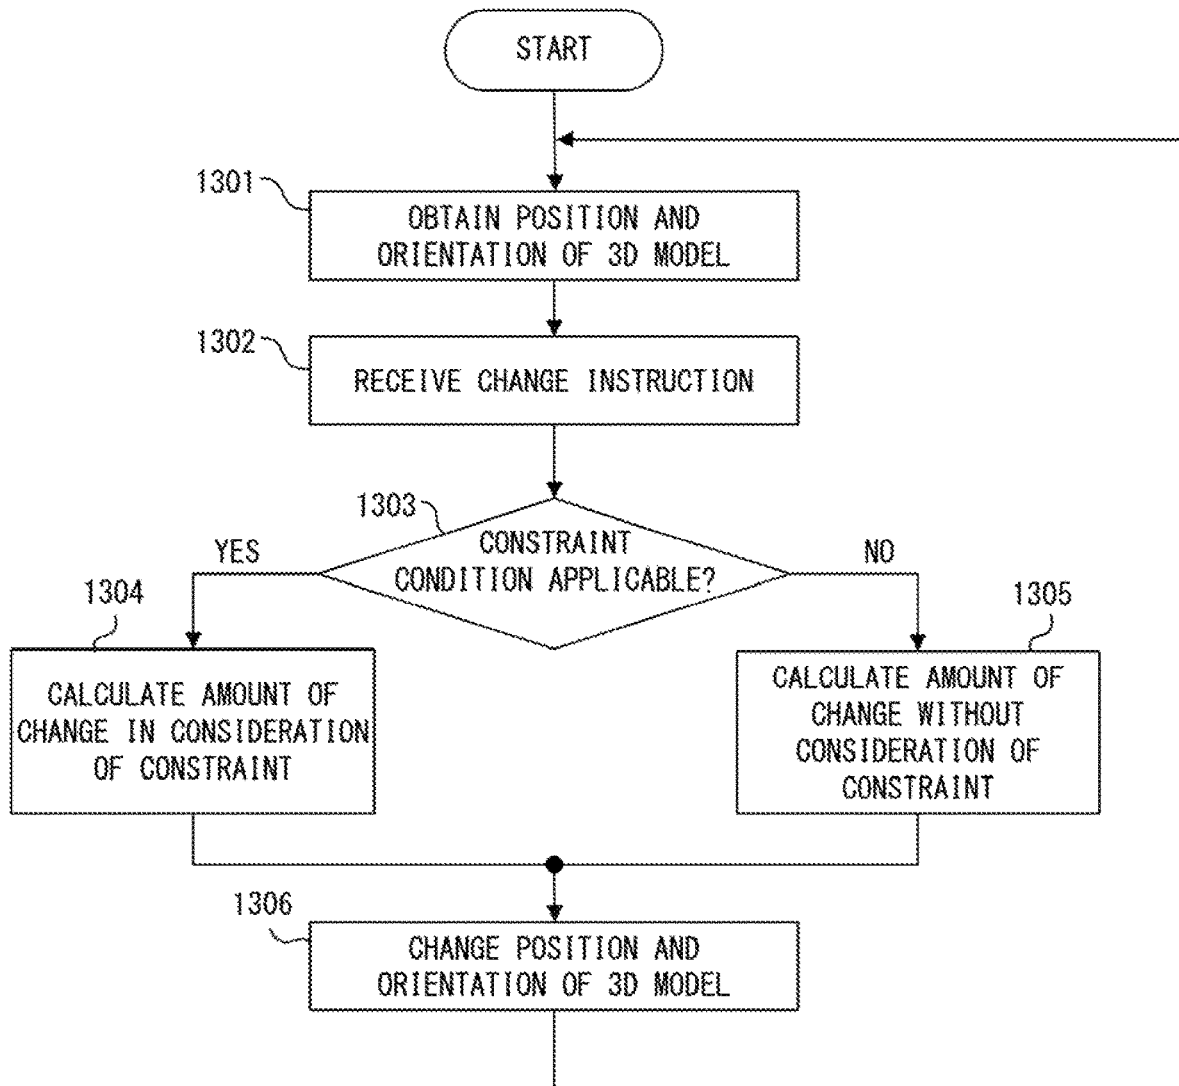 START
1301
OBTAIN POSITION AND
ORIENTATION OF 3D MODEL
1302
RECEIVE CHANGE INSTRUCTION
1303
CONSTRAINT
CONDITION APPLICABLE?
YES
NO
1304
CALCULATE AMOUNT OF
CHANGE IN CONSIDERATION
OF CONSTRAINT
1305
CALCULATE AMOUNT OF
CHANGE WITHOUT
CONSIDERATION OF
CONSTRAINT
1306
CHANGE POSITION AND
ORIENTATION OF 3D MODEL